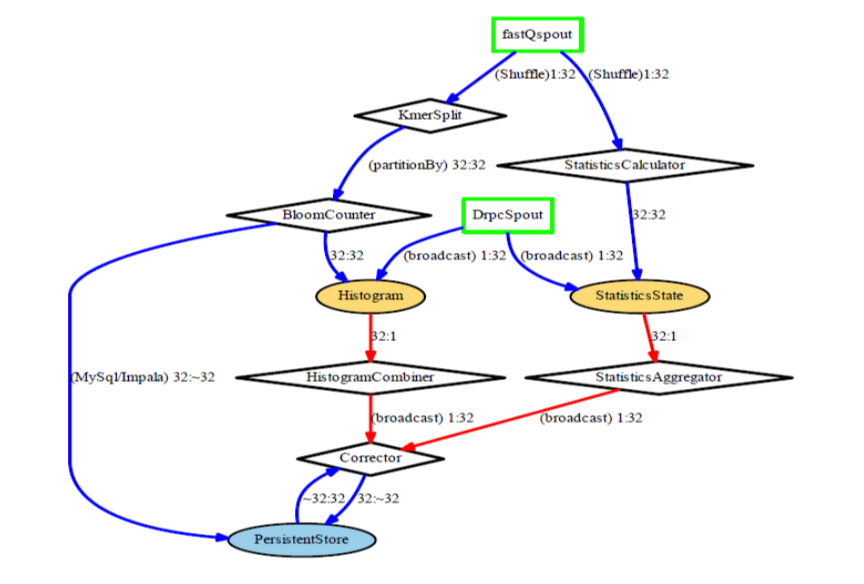 fastQspout
(Shuffle)1:32
(Shuffle)1:32
KmerSplit
(partitionBy) 32:32
StatisticsCalculator
BloomCounter
DrpcSpout
32:32
32:32
(broadcast) 1:32
(broadcast) 1:32
Histogram
StatisticsState
32:1
32:1
(MySql/Impala) 32:~32
HistogramCombiner
StatisticsAggregator
(broadcast) 1:32
(broadcast) 1:32
Corrector
~32:32
32:~32
PersistentStore